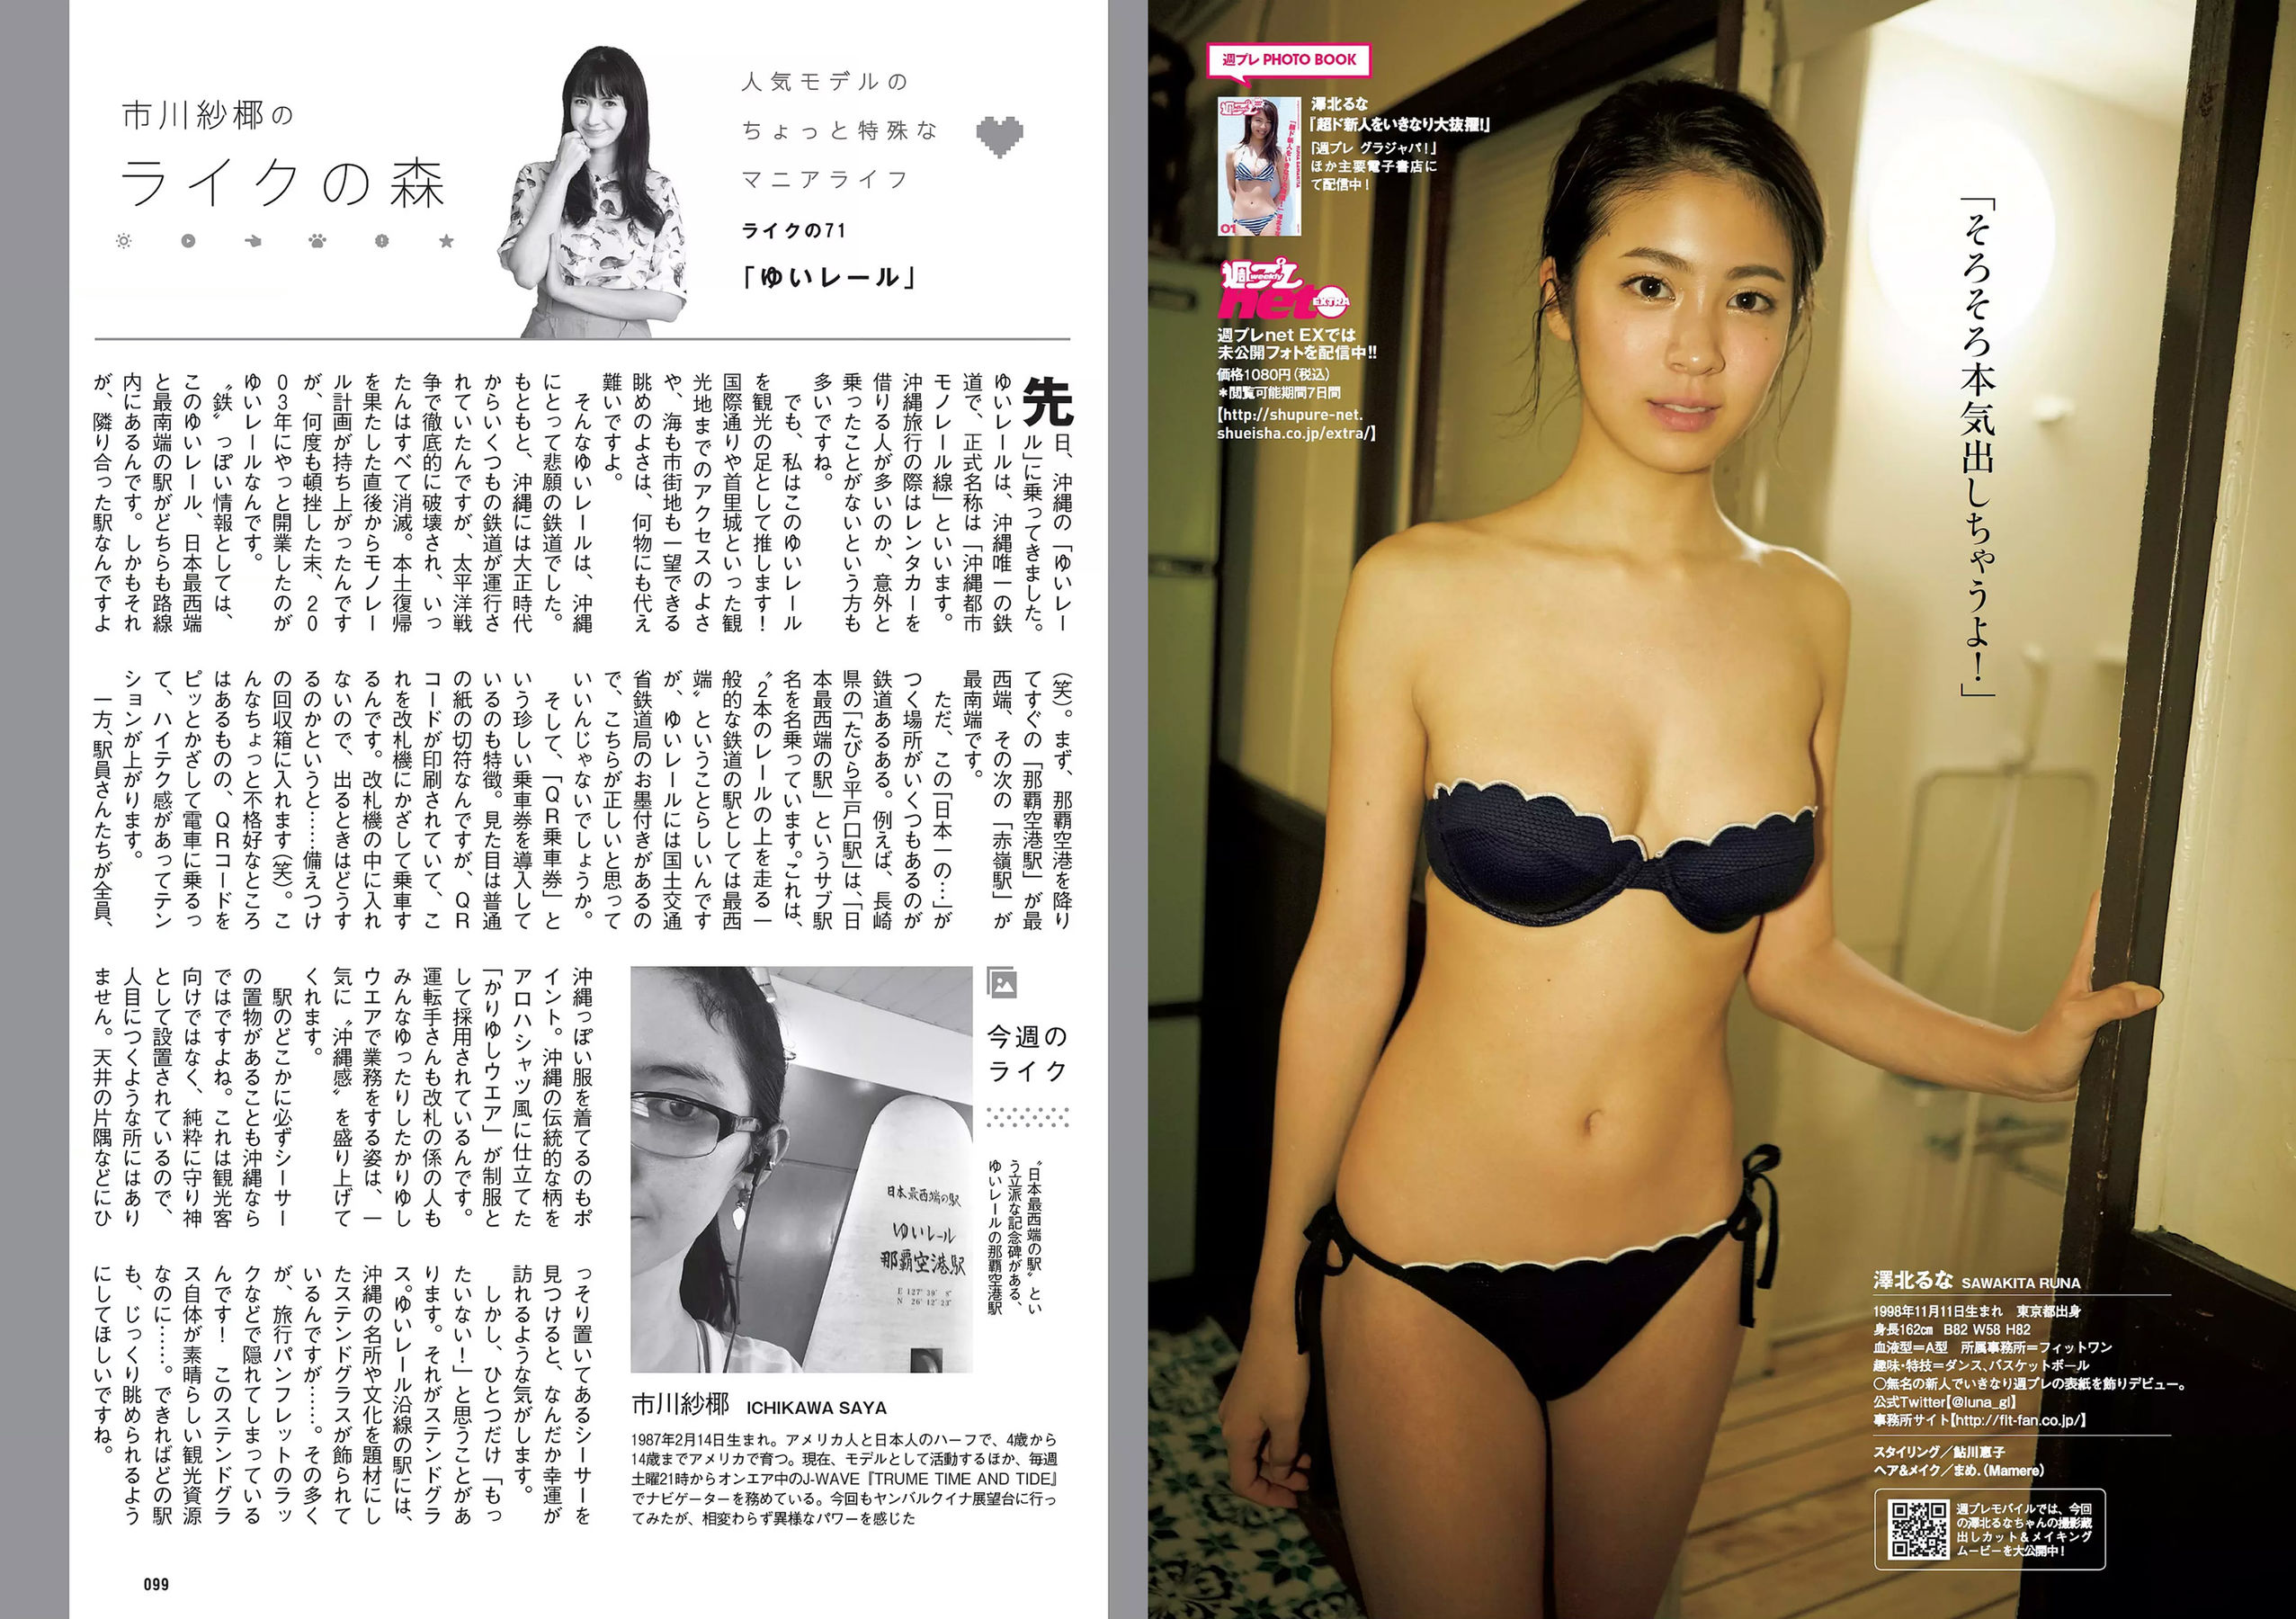 市川紗椰の
ライクの森
人気モデルの
ちょっと特殊な
マニアライフ
ライクの71
「ゆいレール」
先日、沖縄の「ゆいレー
ル」に乗ってきました。
ゆいレールは、沖縄唯一の鉄
道で、正式名称は「沖縄都市
モノレール線」といいます。
沖縄旅行の際はレンタカーを
借りる人が多いのか、意外と
乗ったことがないという方も
多いですね。
でも、私はこのゆいレール
を観光の足として推します！
国際通りや首里城といった観
光地までのアクセスのよさ
や、海も市街地も一望できる
眺めのよさは、何物にも代え
難いですよ。
そんなゆいレールは、沖縄
にとって悲願の鉄道でした。
もともと、沖縄には大正時代
からいくつもの鉄道が運行さ
れていたんですが、太平洋戦
争で徹底的に破壊され、いっ
たんはすべて消滅。本土復帰
を果たした直後からモノレー
ル計画が持ち上がったんです
が、何度も頓挫した末、20
03年にやっと開業したのが
ゆいレールなんです。
〝鉄〟っぽい情報としては、
このゆいレール、日本最西端
と最南端の駅がどちらも路線
内にあるんです。しかもそれ
が、隣り合った駅なんですよ
（笑）。まず、那覇空港を降り
てすぐの「那覇空港駅」が最
西端、その次の「赤嶺駅」が
最南端です。
ただ、この「日本一の…」が
つく場所がいくつもあるのが
鉄道あるある。例えば、長崎
県の「たびら平戸口駅」は、「日
本最西端の駅」というサブ駅
名を名乗っています。これは、
〝2本のレールの上を走る一
般的な鉄道の駅としては最西
端〟ということらしいんです
が、ゆいレールには国土交通
省鉄道局のお墨付きがあるの
で、こちらが正しいと思って
いいんじゃないでしょうか。
そして、「QR乗車券」と
いう珍しい乗車券を導入して
いるのも特徴。見た目は普通
の紙の切符なんですが、QR
コードが印刷されていて、こ
れを改札機にかざして乗車す
るんです。改札機の中に入れ
ないので、出るときはどうす
るのかというと……備えつけ
の回収箱に入れます（笑）。こ
んなちょっと不格好なところ
はあるものの、QRコードを
ピッとかざして電車に乗るっ
て、ハイテク感があってテン
ションが上がります。
一方、駅員さんたちが全員、
沖縄っぽい服を着てるのもポ
イント。沖縄の伝統的な柄を
アロハシャツ風に仕立てた
「かりゆしウエア」が制服と
して採用されているんです。
運転手さんも改札の係の人も
みんなゆったりしたかりゆし
ウエアで業務をする姿は、一
気に〝沖縄感〟を盛り上げて
くれます。
駅のどこかに必ずシーサー
の置物があることも沖縄なら
ではですよね。これは観光客
向けではなく、純粋に守り神
として設置されているので、
人目につくような所にはあり
ません。天井の片隅などにひ
っそり置いてあるシーサーを
見つけると、なんだか幸運が
訪れるような気がします。
しかし、ひとつだけ「もっ
たいない！」と思うことがあ
ります。それがステンドグラ
ス。ゆいレール沿線の駅には、
沖縄の名所や文化を題材にし
たステンドグラスが飾られて
いるんですが……。その多く
が、旅行パンフレットのラッ
クなどで隠れてしまっている
んです！　このステンドグラ
ス自体が素晴らしい観光資源
なのに……。できればどの駅
も、じっくり眺められるよう
にしてほしいですね。
今週の
ライク
〝日本最西端の駅〟とい
う立派な記念碑がある、
ゆいレールの那覇空港駅
日本最西端の駅
ゆいレール
那覇空港駅
E 127° 39′ 8″
N 26° 12′ 23″
市川紗椰 ICHIKAWA SAYA
1987年2月14日生まれ。アメリカ人と日本人のハーフで、4歳から
14歳までアメリカで育つ。現在、モデルとして活動するほか、毎週
土曜21時からオンエア中のJ-WAVE『TRUME TIME AND TIDE』
でナビゲーターを務めている。今回もヤンバルクイナ展望台に行っ
てみたが、相変わらず異様なパワーを感じた
099
週プレ PHOTO BOOK
澤北るな
『超ド新人をいきなり大抜擢!』
『週プレ グラジャパ！』
ほか主要電子書店に
て配信中！
週プレ
weekly
net EXTRA
週プレnet EXでは
未公開フォトを配信中!!
価格1080円（税込）
＊閲覧可能期間7日間
【http://shupure-net.
shueisha.co.jp/extra/】
「そろそろ本気出しちゃうよ！」
澤北るな SAWAKITA RUNA
1998年11月11日生まれ　東京都出身
身長162㎝　B82 W58 H82
血液型＝A型　所属事務所＝フィットワン
趣味・特技＝ダンス、バスケットボール
○無名の新人でいきなり週プレの表紙を飾りデビュー。
公式Twitter【@luna_gl】
事務所サイト【http://fit-fan.co.jp/】
スタイリング／鮎川恵子
ヘア&メイク／まめ.（Mamere）
週プレモバイルでは、今回
の澤北るなちゃんの撮影蔵
出しカット＆メイキング
ムービーを大公開中！